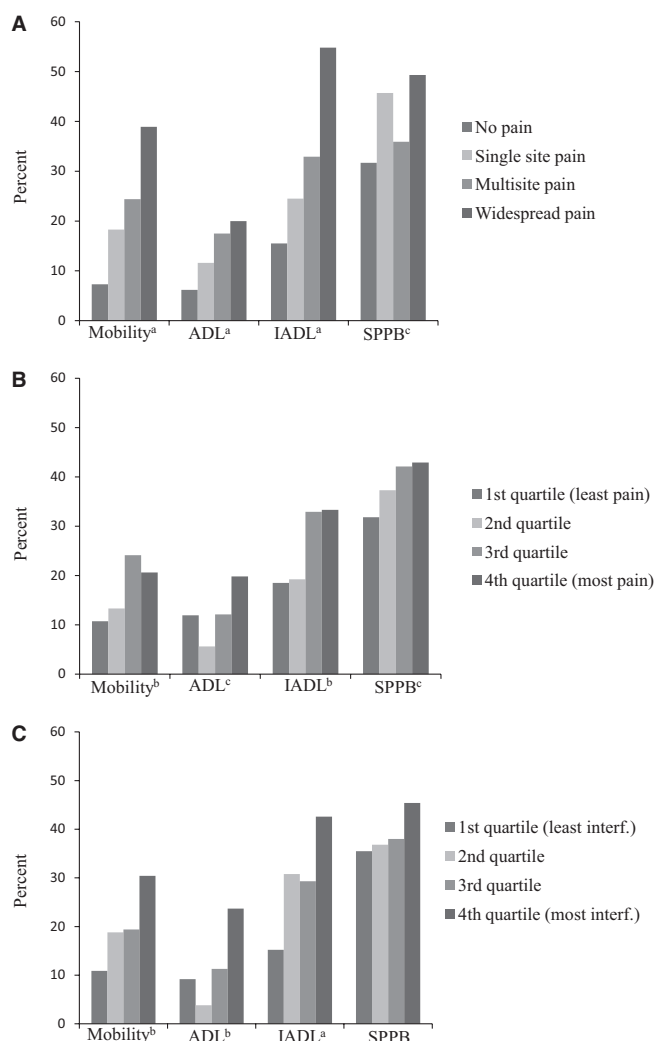 A
60
50
40
30
20
10
0
Percent
Mobilityᵃ ADLᵃ IADLᵃ SPPBᶜ
No pain
Single site pain
Multisite pain
Widespread pain
B
60
50
40
30
20
10
0
Percent
Mobilityᵇ ADLᶜ IADLᵇ SPPBᶜ
1st quartile (least pain)
2nd quartile
3rd quartile
4th quartile (most pain)
C
60
50
40
30
20
10
0
Percent
Mobilityᵇ ADLᵇ IADLᵃ SPPB
1st quartile (least interf.)
2nd quartile
3rd quartile
4th quartile (most interf.)